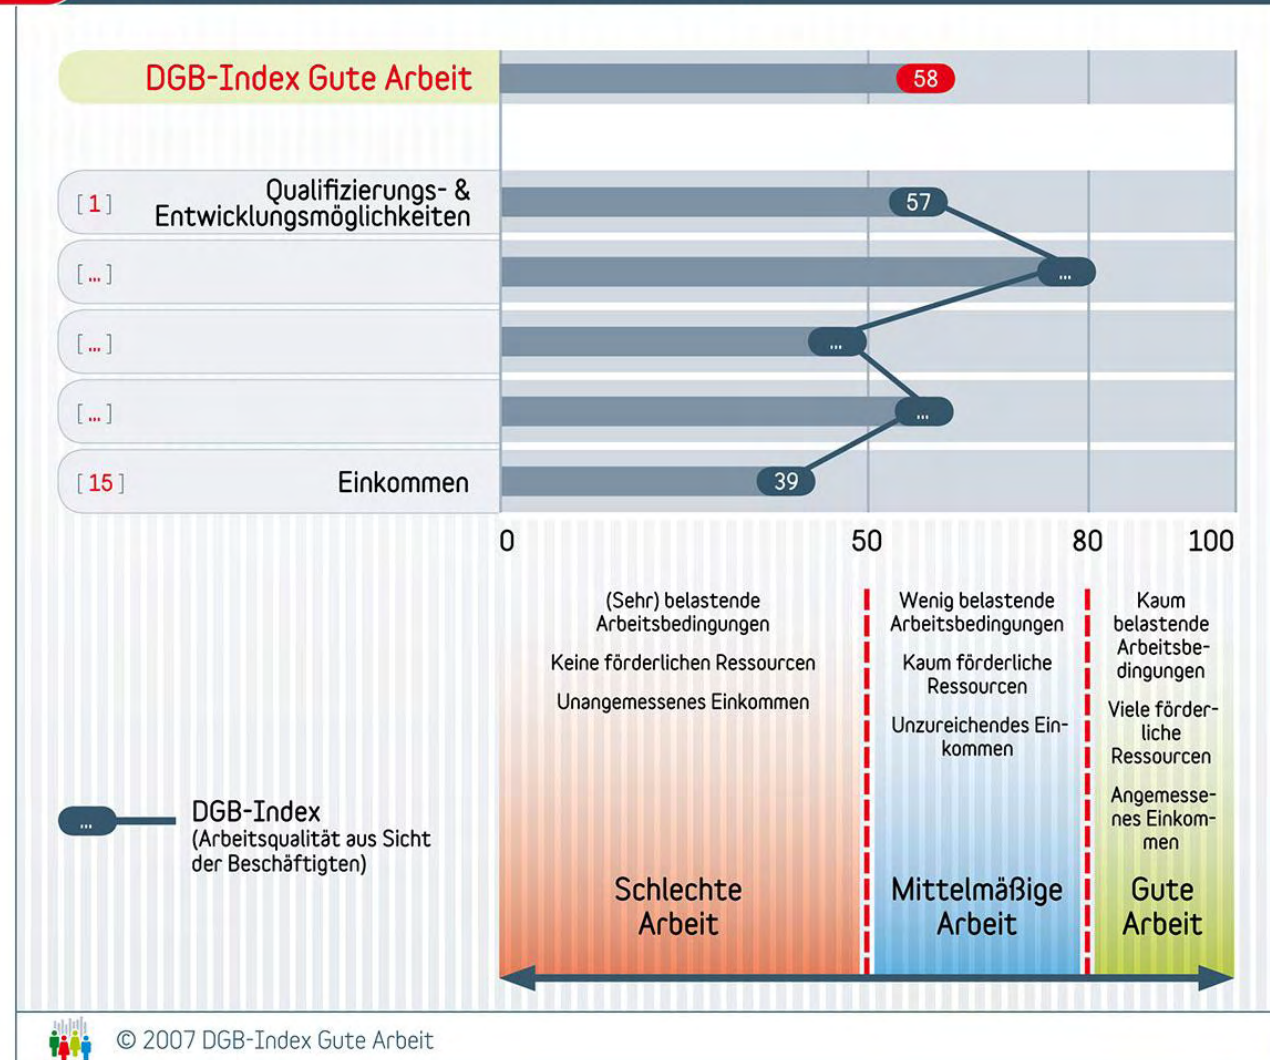 DGB-Index Gute Arbeit
58
[1]
Qualifizierungs- &
Entwicklungsmöglichkeiten
57
[...]
...
[...]
...
[...]
...
[15]
Einkommen
39
0 50 80 100
(Sehr) belastende
Arbeitsbedingungen
Keine förderlichen Ressourcen
Unangemessenes Einkommen
Schlechte
Arbeit
Wenig belastende
Arbeitsbedingungen
Kaum förderliche
Ressourcen
Unzureichendes Ein-
kommen
Mittelmäßige
Arbeit
Kaum
belastende
Arbeitsbe-
dingungen
Viele förder-
liche
Ressourcen
Angemesse-
nes Einkom-
men
Gute
Arbeit
...
DGB-Index
(Arbeitsqualität aus Sicht
der Beschäftigten)
© 2007 DGB-Index Gute Arbeit